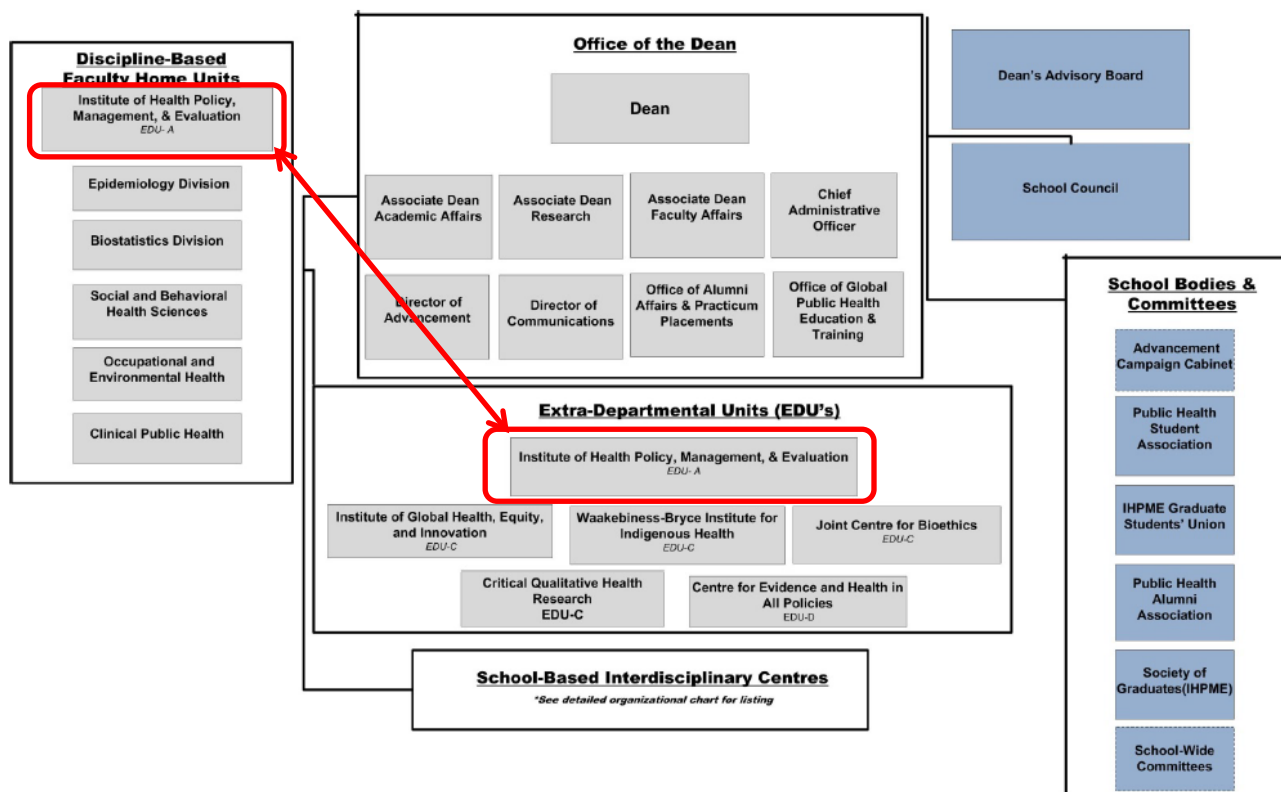 Discipline-Based
Faculty Home Units
Institute of Health Policy,
Management, & Evaluation
EDU- A
Epidemiology Division
Biostatistics Division
Social and Behavioral
Health Sciences
Occupational and
Environmental Health
Clinical Public Health
Office of the Dean
Dean
Associate Dean
Academic Affairs
Associate Dean
Research
Associate Dean
Faculty Affairs
Chief
Administrative
Officer
Director of
Advancement
Director of
Communications
Office of Alumni
Affairs & Practicum
Placements
Office of Global
Public Health
Education &
Training
Dean's Advisory Board
School Council
Extra-Departmental Units (EDU's)
Institute of Health Policy, Management, & Evaluation
EDU- A
Institute of Global Health, Equity,
and Innovation
EDU-C
Waakebiness-Bryce Institute for
Indigenous Health
EDU-C
Joint Centre for Bioethics
EDU-C
Critical Qualitative Health
Research
EDU-C
Centre for Evidence and Health in
All Policies
EDU-D
School-Based Interdisciplinary Centres
*See detailed organizational chart for listing
School Bodies &
Committees
Advancement
Campaign Cabinet
Public Health
Student
Association
IHPME Graduate
Students' Union
Public Health
Alumni
Association
Society of
Graduates(IHPME)
School-Wide
Committees